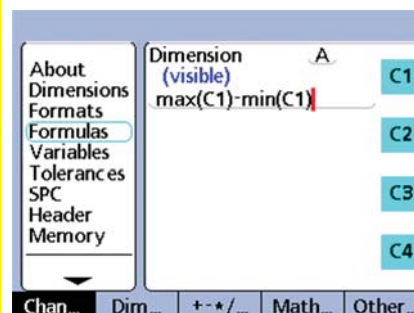 About
Dimensions
Formats
Formulas
Variables
Tolerances
SPC
Header
Memory
Dimension A
(visible)
max(C1)-min(C1)
C1
C2
C3
C4
Chan... Dim... +-*/... Math... Other...